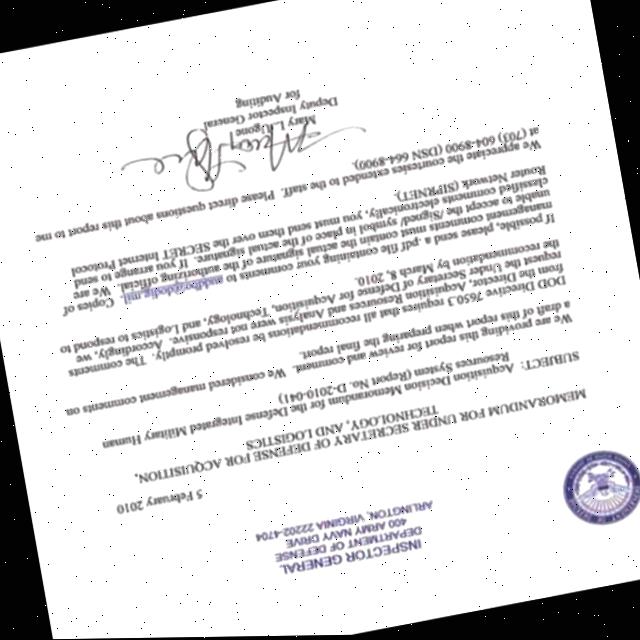 INSPECTOR GENERAL
DEPARTMENT OF DEFENSE
400 ARMY NAVY DRIVE
ARLINGTON, VIRGINIA 22202-4704
5 February 2010
MEMORANDUM FOR UNDER SECRETARY OF DEFENSE FOR ACQUISITION,
TECHNOLOGY, AND LOGISTICS
SUBJECT: Acquisition Decision Memorandum for the Defense Integrated Military Human
Resources System (Report No. D-2010-041)
We are providing this report for review and comment. We considered management comments on
a draft of this report when preparing the final report.
DOD Directive 7650.3 requires that all recommendations be resolved promptly. The comments
from the Director, Acquisition Resources and Analysis were not responsive. Accordingly, we
request the Under Secretary of Defense for Acquisition, Technology, and Logistics to respond to
the recommendation by March 8, 2010.
If possible, please send a .pdf file containing your comments to audbo@dodig.mil. Copies of
management comments must contain the actual signature of the authorizing official. We are
unable to accept the /Signed/ symbol in place of the actual signature. If you arrange to send
classified comments electronically, you must send them over the SECRET Internet Protocol
Router Network (SIPRNET).
We appreciate the courtesies extended to the staff. Please direct questions about this report to me
at (703) 604-8900 (DSN 664-8900).
Mary L. Ugone
Deputy Inspector General
for Auditing